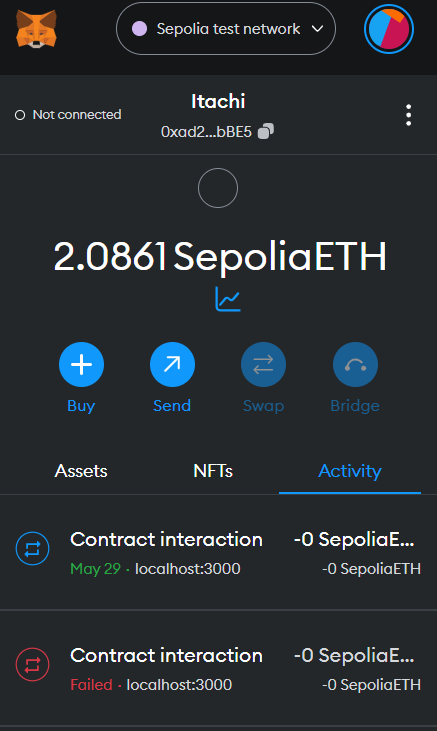 Sepolia test network
Not connected
Itachi
0xad2...bBE5
2.0861 SepoliaETH
Buy Send Swap Bridge
Assets NFTs Activity
Contract interaction -0 SepoliaE...
May 29 · localhost:3000 -0 SepoliaETH
Contract interaction -0 SepoliaE...
Failed · localhost:3000 -0 SepoliaETH